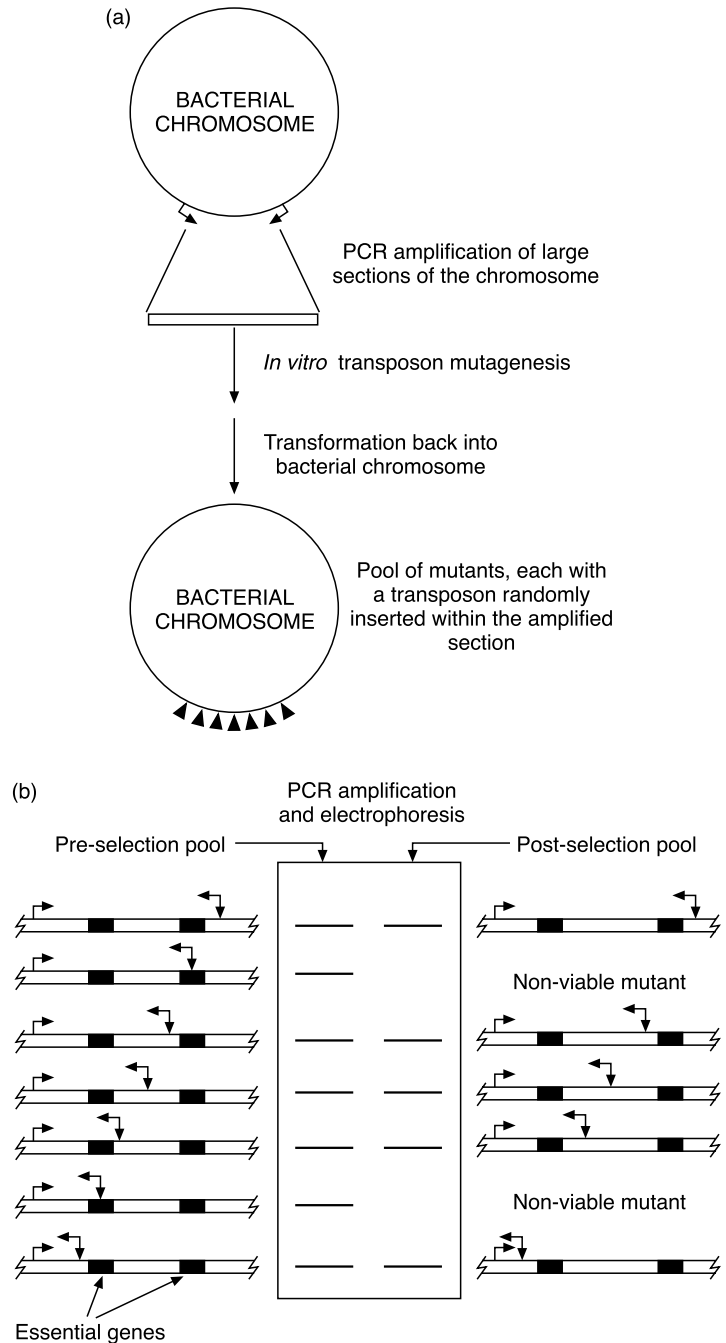 (a)
BACTERIAL
CHROMOSOME
PCR amplification of large
sections of the chromosome
In vitro transposon mutagenesis
Transformation back into
bacterial chromosome
BACTERIAL
CHROMOSOME
Pool of mutants, each with
a transposon randomly
inserted within the amplified
section
(b)
PCR amplification
and electrophoresis
Pre-selection pool
Post-selection pool
Non-viable mutant
Non-viable mutant
Essential genes